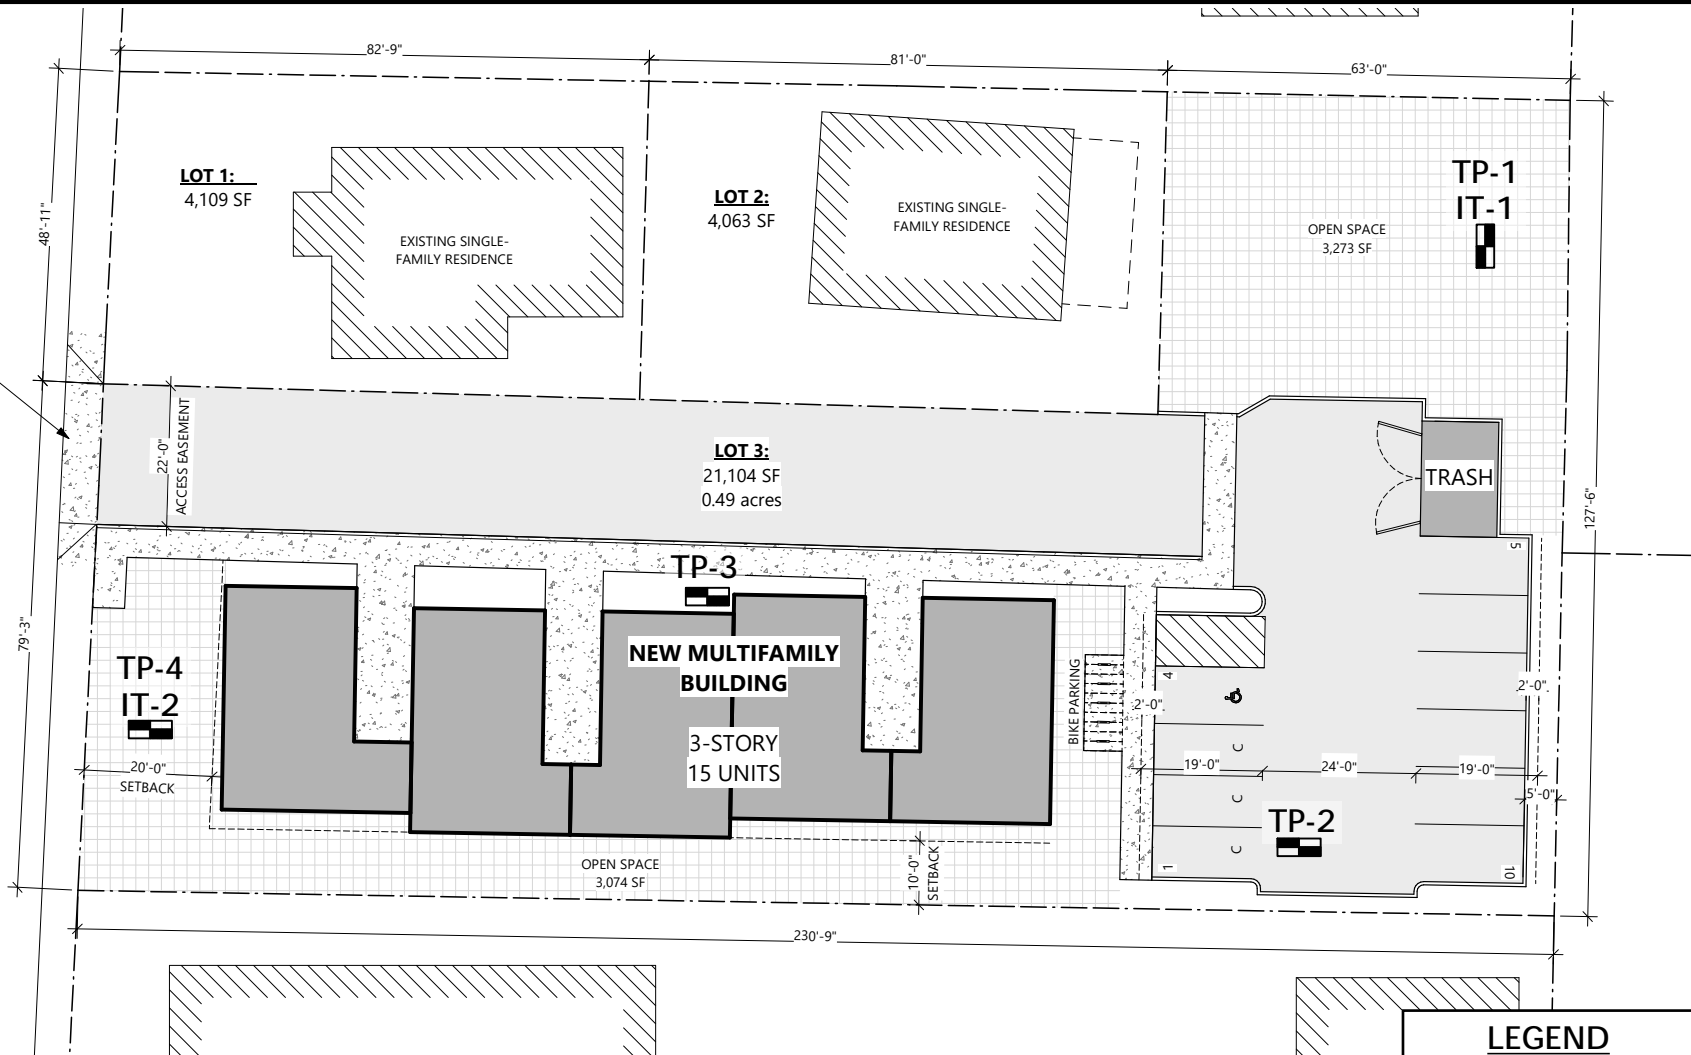 82'-9"
81'-0"
63'-0"
48'-11"
LOT 1:
4,109 SF
EXISTING SINGLE-
FAMILY RESIDENCE
LOT 2:
4,063 SF
EXISTING SINGLE-
FAMILY RESIDENCE
TP-1
IT-1
OPEN SPACE
3,273 SF
22'-0"
ACCESS EASEMENT
LOT 3:
21,104 SF
0.49 acres
TRASH
127'-6"
5
79'-3"
TP-3
NEW MULTIFAMILY
BUILDING
3-STORY
15 UNITS
TP-4
IT-2
20'-0"
SETBACK
BIKE PARKING
4
2'-0"
2'-0"
C
19'-0"
24'-0"
19'-0"
5'-0"
C
TP-2
C
1
10
OPEN SPACE
3,074 SF
10'-0"
SETBACK
230'-9"
LEGEND